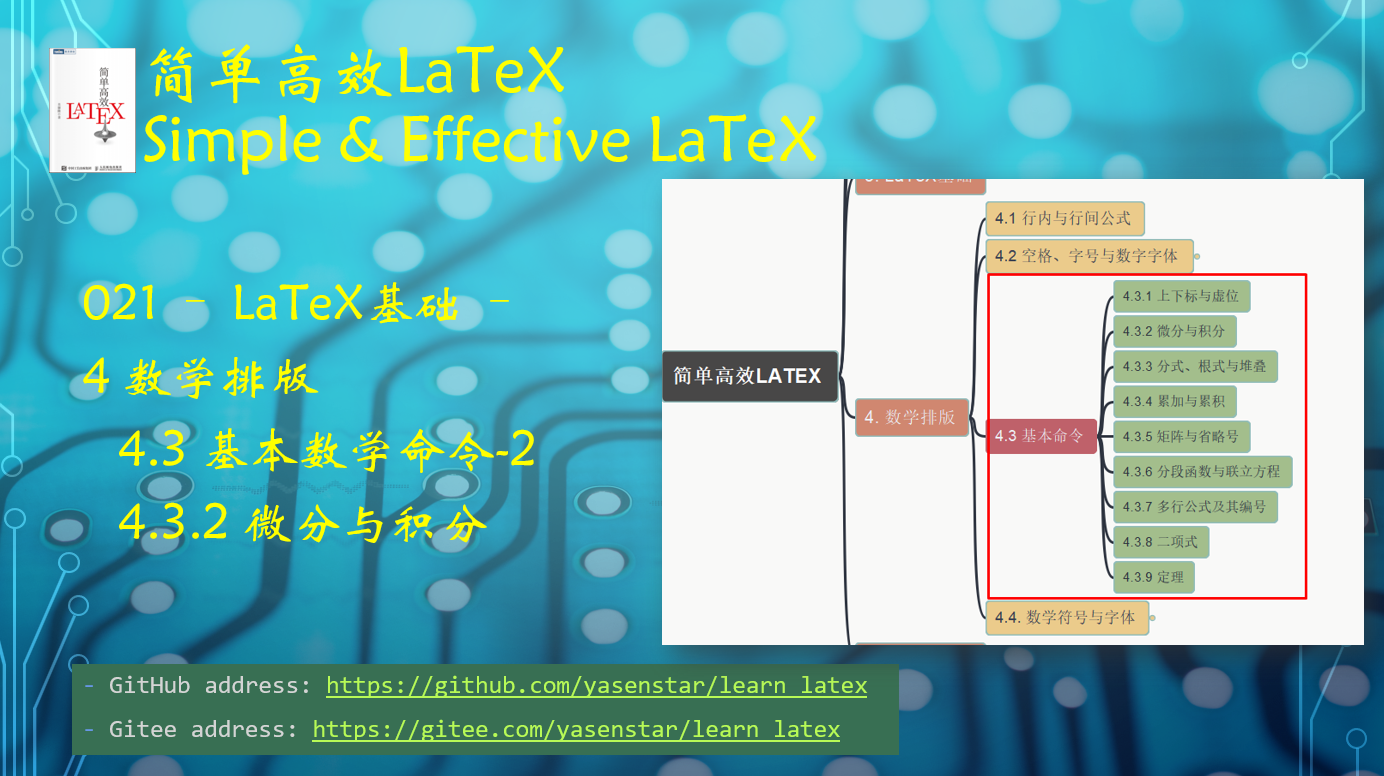 简单高效LaTeX
Simple & Effective LaTeX
简单高效
LATEX
021 – LaTeX基础 –
4 数学排版
4.3 基本数学命令-2
4.3.2 微分与积分
简单高效LATEX
4. 数学排版
4.1 行内与行间公式
4.2 空格、字号与数字字体
4.3 基本命令
4.3.1 上下标与虚位
4.3.2 微分与积分
4.3.3 分式、根式与堆叠
4.3.4 累加与累积
4.3.5 矩阵与省略号
4.3.6 分段函数与联立方程
4.3.7 多行公式及其编号
4.3.8 二项式
4.3.9 定理
4.4. 数学符号与字体
- GitHub address: https://github.com/yasenstar/learn_latex
- Gitee address: https://gitee.com/yasenstar/learn_latex